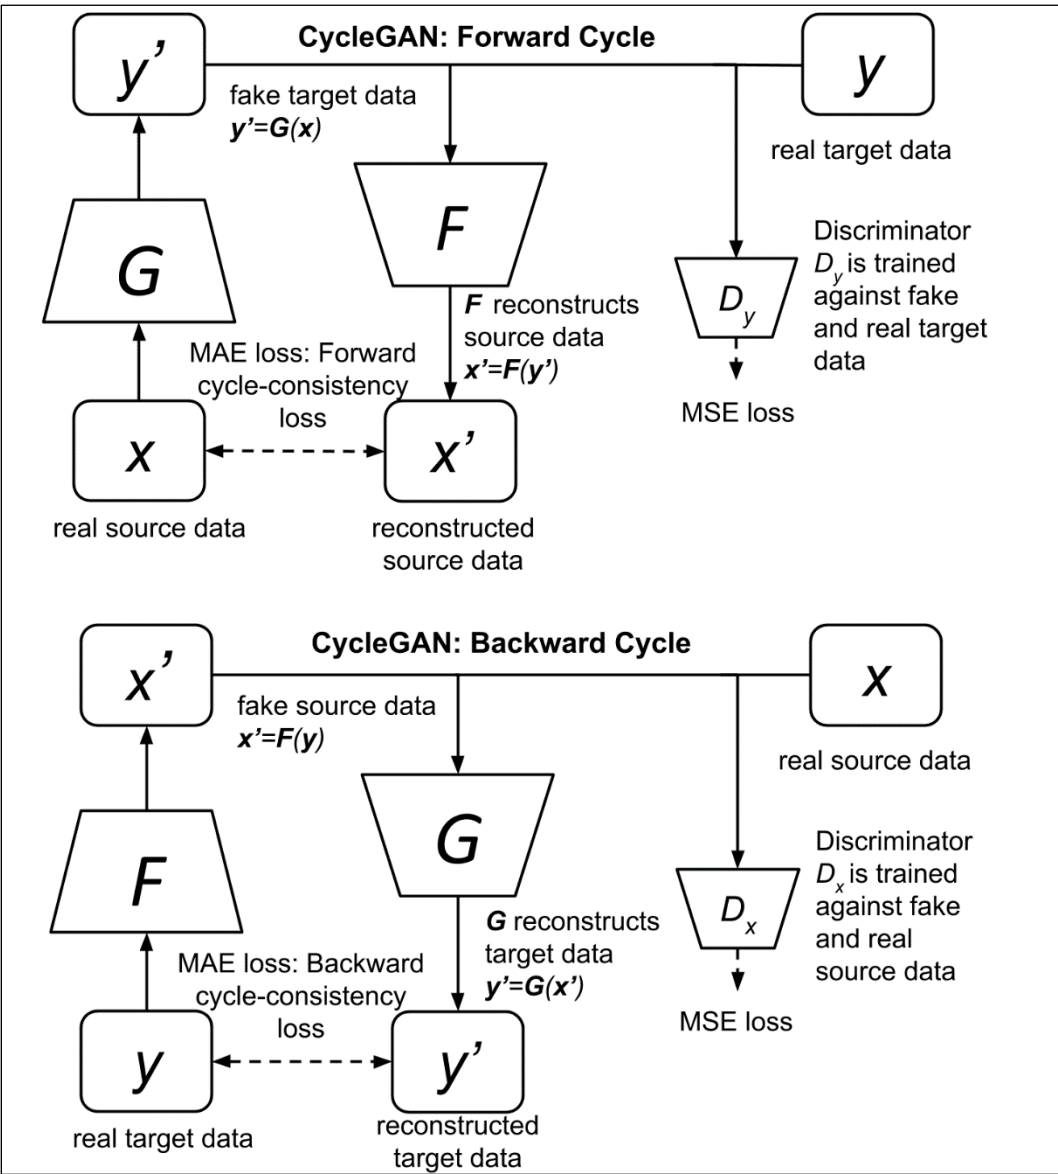 CycleGAN: Forward Cycle
y’
y
fake target data
y’=G(x)
real target data
G
F
Discriminator
Dy is trained
against fake
and real target
data
Dy
F reconstructs
source data
x’=F(y’)
MAE loss: Forward
cycle-consistency
loss
MSE loss
x
x’
real source data
reconstructed
source data
CycleGAN: Backward Cycle
x’
x
fake source data
x’=F(y)
real source data
F
G
Discriminator
Dx is trained
against fake
and real
source data
Dx
G reconstructs
target data
y’=G(x’)
MAE loss: Backward
cycle-consistency
loss
MSE loss
y
y’
real target data
reconstructed
target data